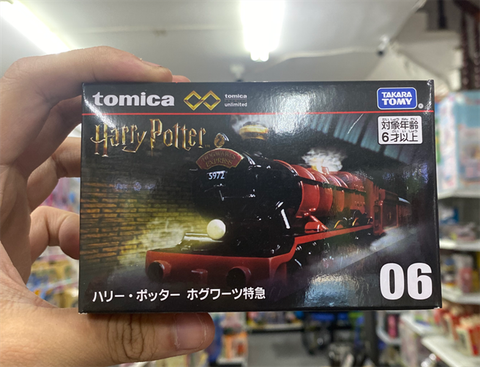 tomica
tomica
unlimited
TAKARA
TOMY
Harry Potter
対象年齢
6才以上
5972
ハリー・ポッター ホグワーツ特急
06